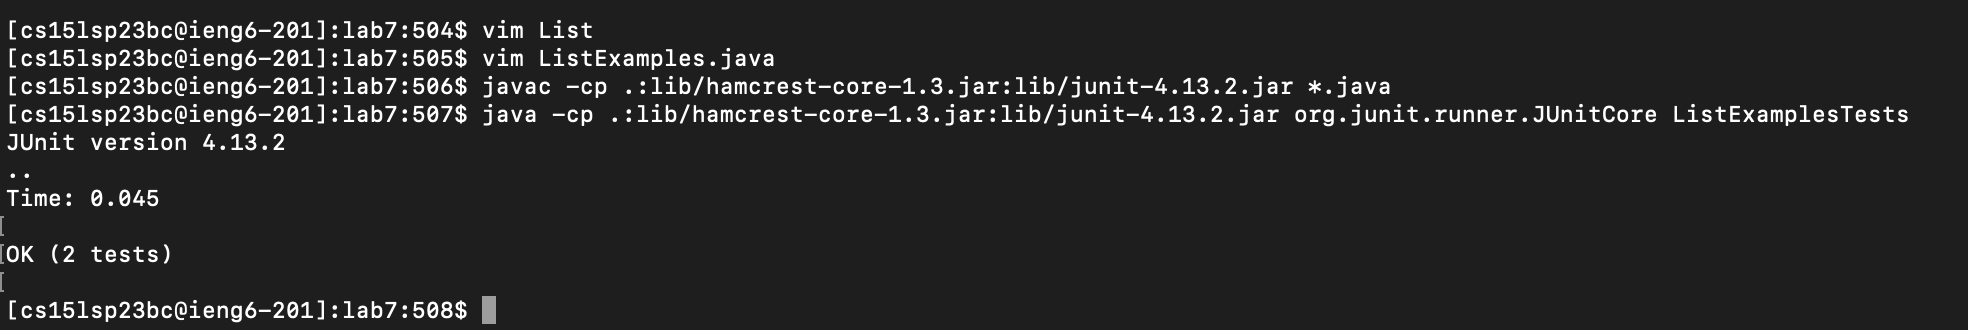 [cs15lsp23bc@ieng6-201]:lab7:504$ vim List
[cs15lsp23bc@ieng6-201]:lab7:505$ vim ListExamples.java
[cs15lsp23bc@ieng6-201]:lab7:506$ javac -cp .:lib/hamcrest-core-1.3.jar:lib/junit-4.13.2.jar *.java
[cs15lsp23bc@ieng6-201]:lab7:507$ java -cp .:lib/hamcrest-core-1.3.jar:lib/junit-4.13.2.jar org.junit.runner.JUnitCore ListExamplesTests
JUnit version 4.13.2
..
Time: 0.045
OK (2 tests)
[cs15lsp23bc@ieng6-201]:lab7:508$